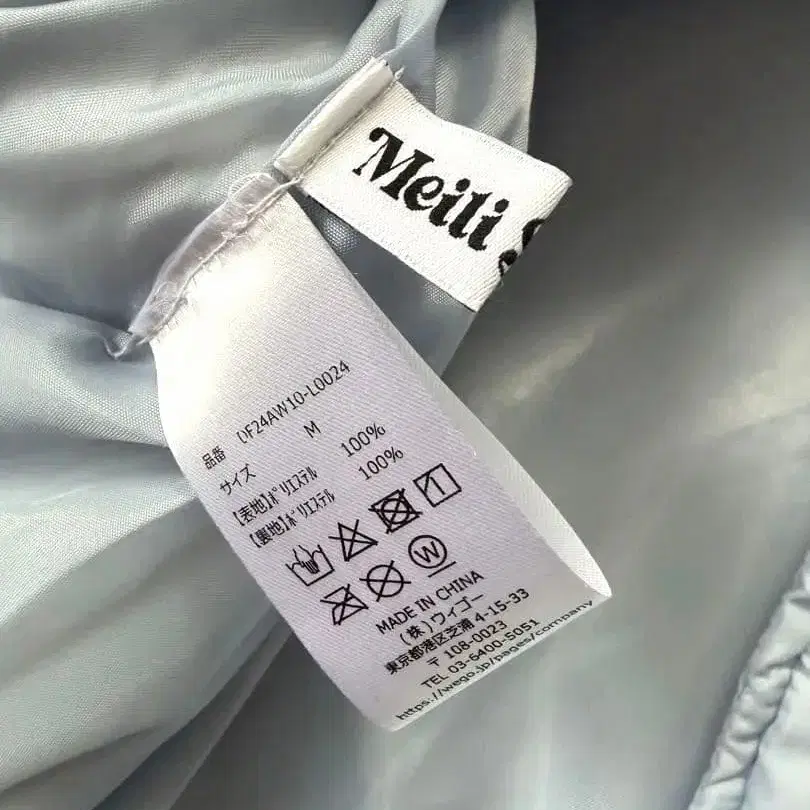 Meili
品番 DF24AW10-L0024
サイズ M
【表地】ポリエステル 100%
【裏地】ポリエステル 100%
W
MADE IN CHINA
(株)ウィゴー
東京都港区芝浦 4-15-33
〒 108-0023
TEL 03-6400-5051
https://wego.jp/pages/company